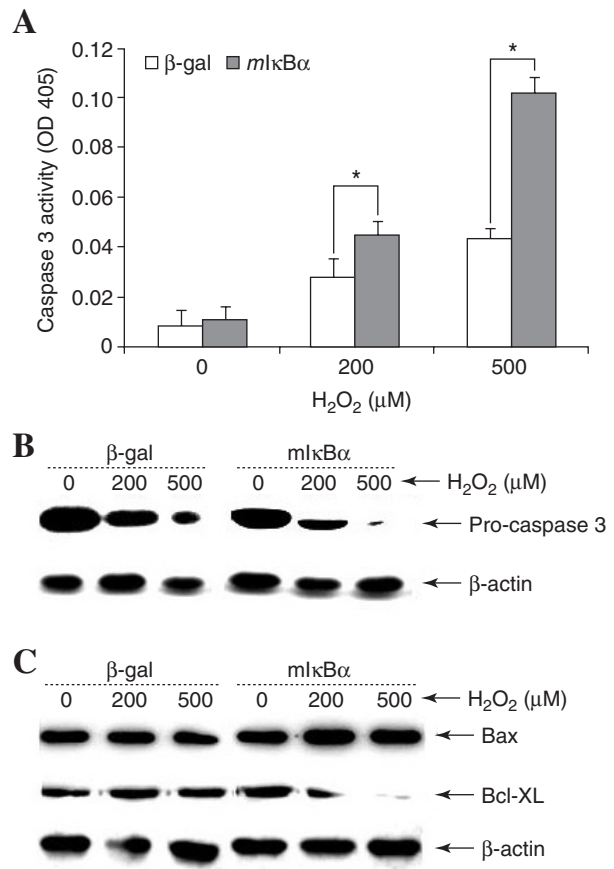 A
0.12
0.10
0.08
0.06
0.04
0.02
0
Caspase 3 activity (OD 405)
β-gal mIκBα
*
*
0 200 500
H₂O₂ (μM)
B
β-gal mIκBα
0 200 500 0 200 500 H₂O₂ (μM)
Pro-caspase 3
β-actin
C
β-gal mIκBα
0 200 500 0 200 500 H₂O₂ (μM)
Bax
Bcl-XL
β-actin